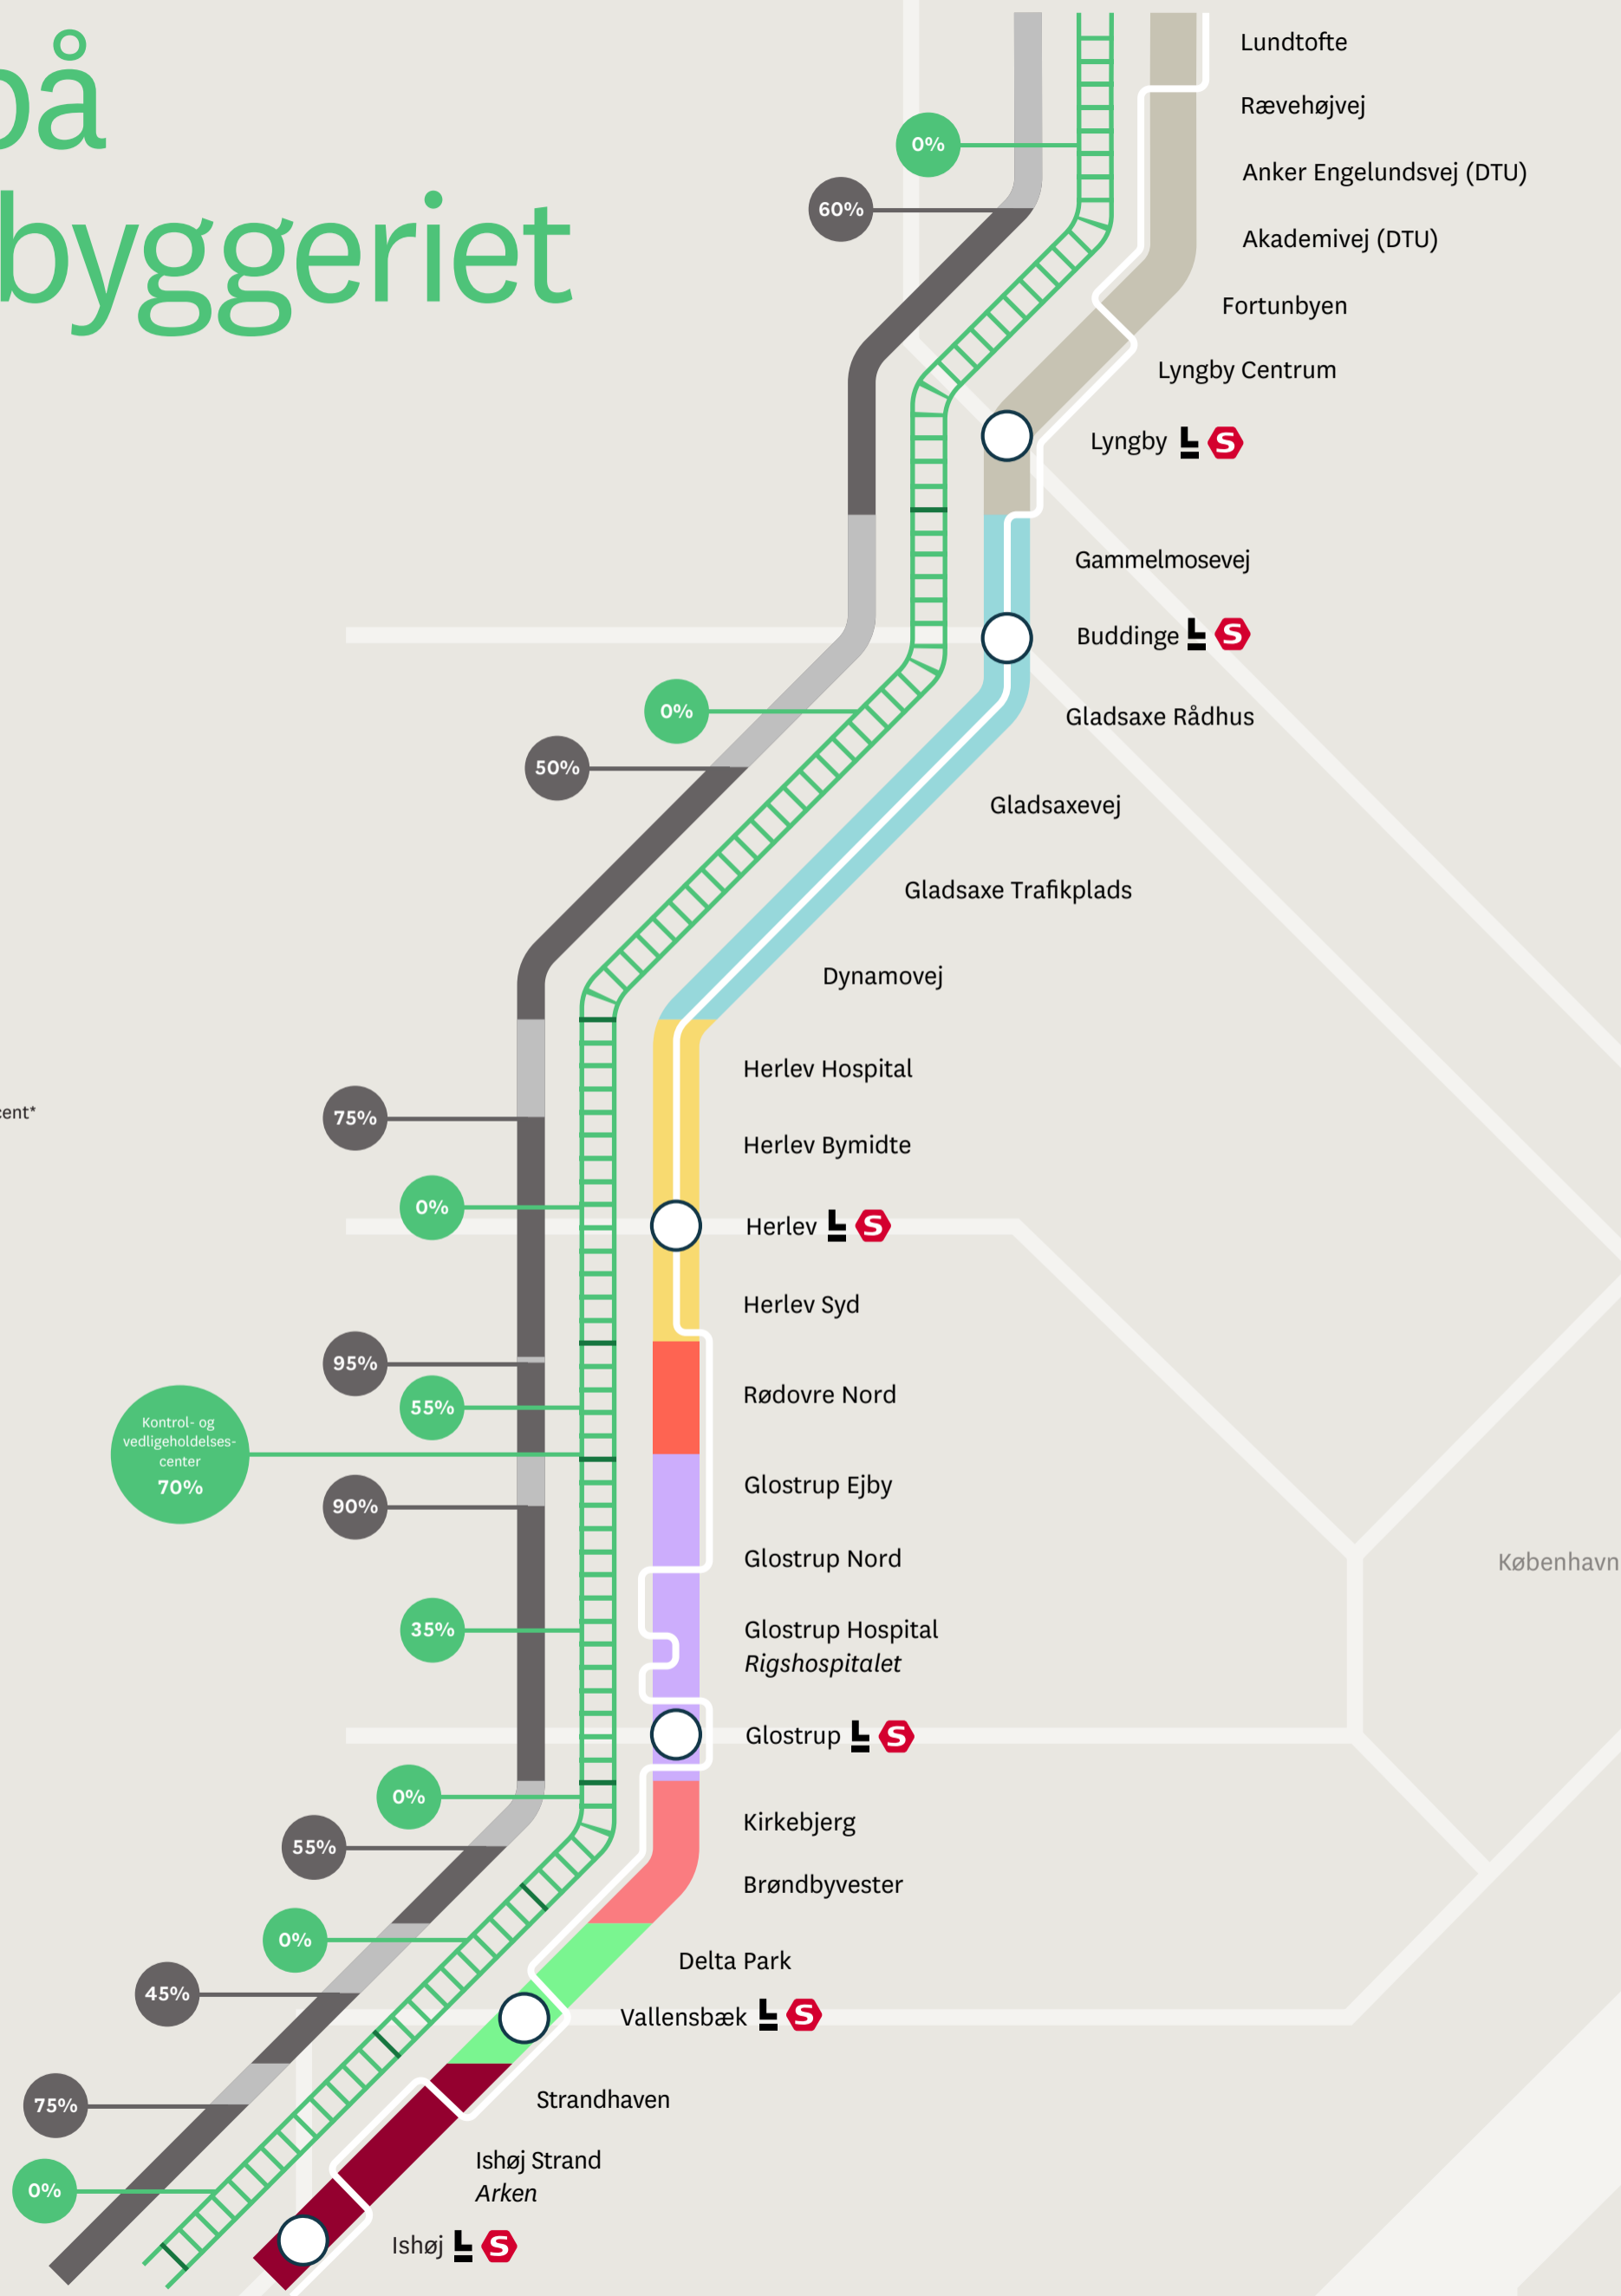 på
byggeriet
Lundtofte
Rævehøjvej
0%
Anker Engelundsvej (DTU)
60%
Akademivej (DTU)
Fortunbyen
Lyngby Centrum
Lyngby L S
Gammelmosevej
Buddinge L S
0%
Gladsaxe Rådhus
50%
Gladsaxevej
Gladsaxe Trafikplads
Dynamovej
Herlev Hospital
cent*
75%
Herlev Bymidte
0%
Herlev L S
Herlev Syd
95%
Rødovre Nord
55%
Kontrol- og
vedligeholdelses-
center
70%
Glostrup Ejby
90%
Glostrup Nord
København
35%
Glostrup Hospital
Rigshospitalet
Glostrup L S
0%
Kirkebjerg
55%
Brøndbyvester
0%
Delta Park
45%
Vallensbæk L S
Strandhaven
75%
Ishøj Strand
Arken
0%
Ishøj L S